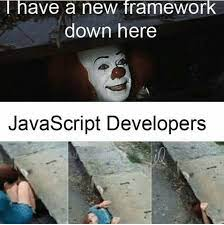 I have a new framework
down here
JavaScript Developers